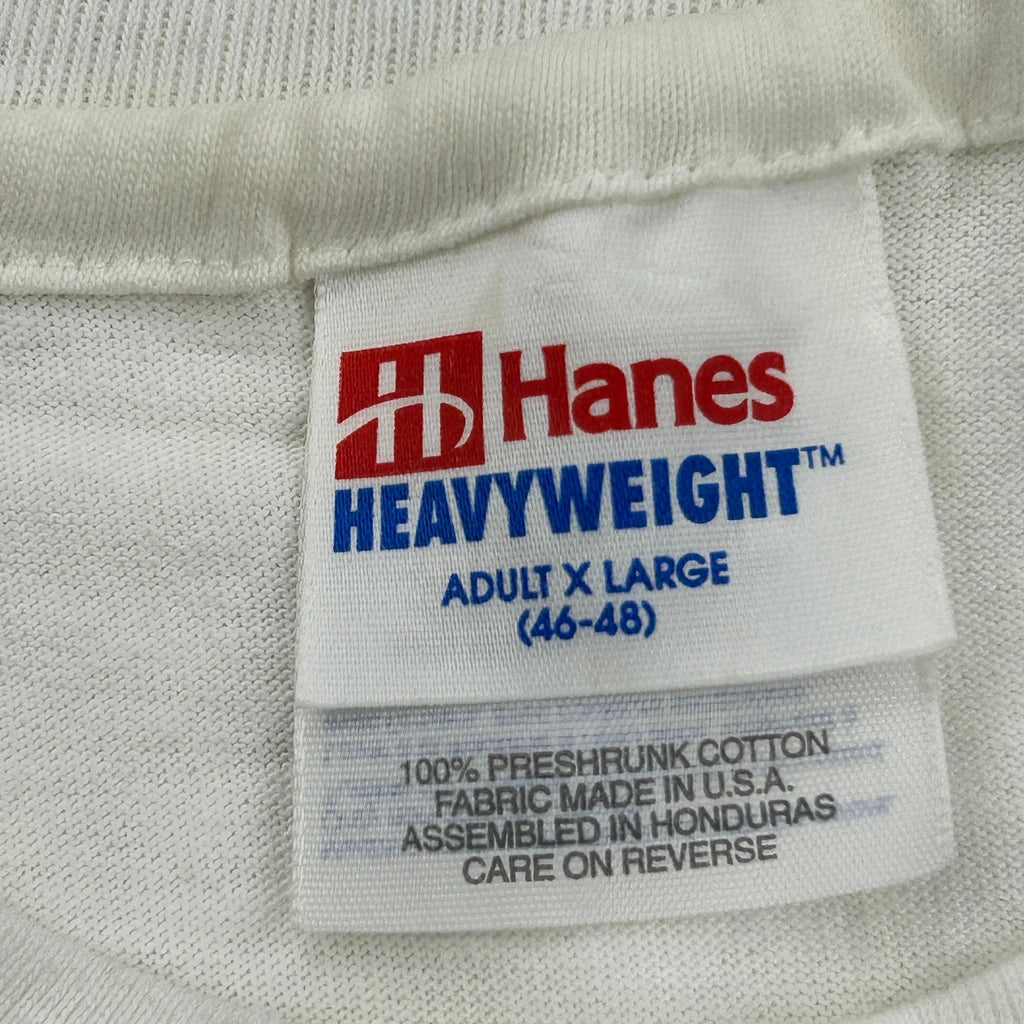 H Hanes
HEAVYWEIGHT™
ADULT X LARGE
(46-48)
100% PRESHRUNK COTTON
FABRIC MADE IN U.S.A.
ASSEMBLED IN HONDURAS
CARE ON REVERSE